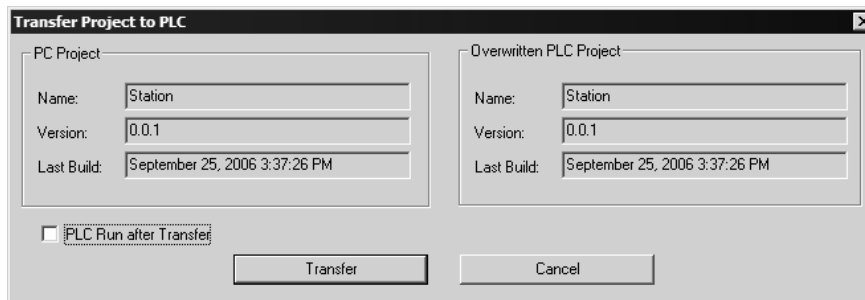 Transfer Project to PLC
PC Project
Name: Station
Version: 0.0.1
Last Build: September 25, 2006 3:37:26 PM
Overwritten PLC Project
Name: Station
Version: 0.0.1
Last Build: September 25, 2006 3:37:26 PM
PLC Run after Transfer
Transfer
Cancel